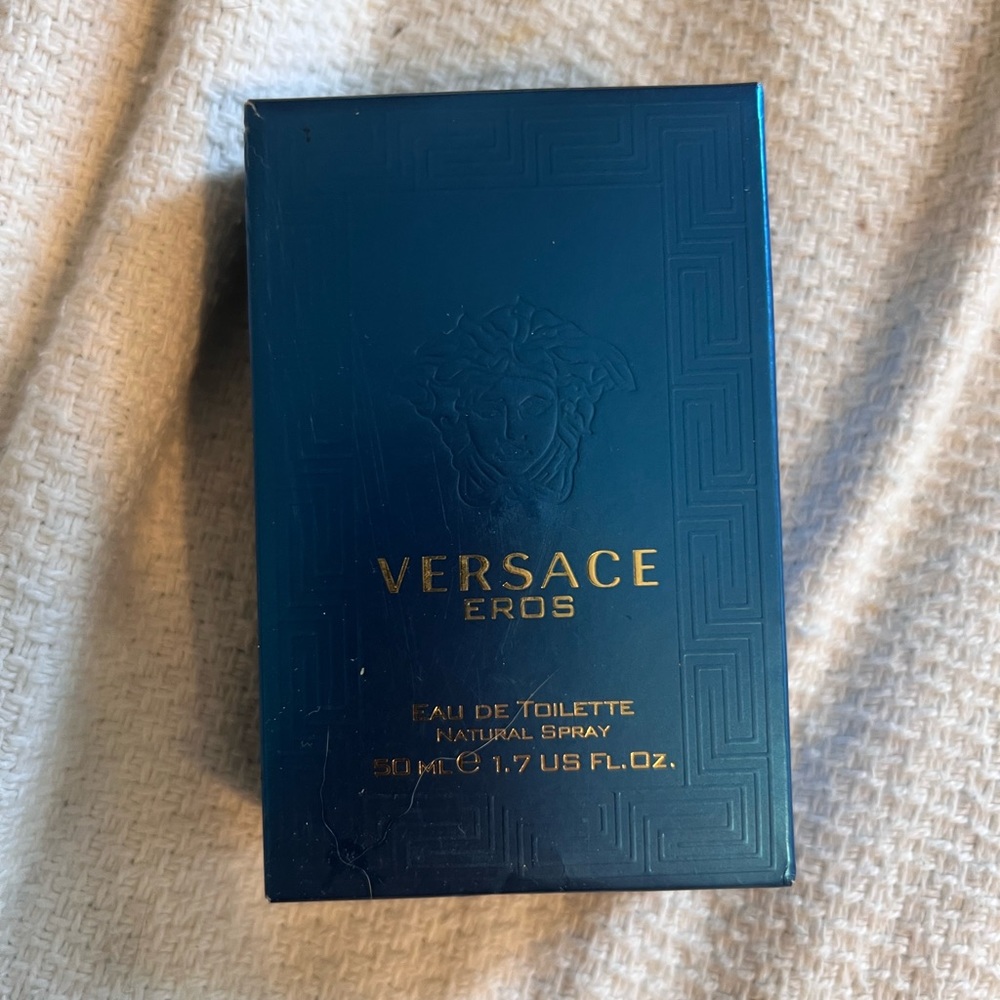 VERSACE
EROS
EAU DE TOILETTE
NATURAL SPRAY
50 ML ℮ 1.7 US FL.OZ.